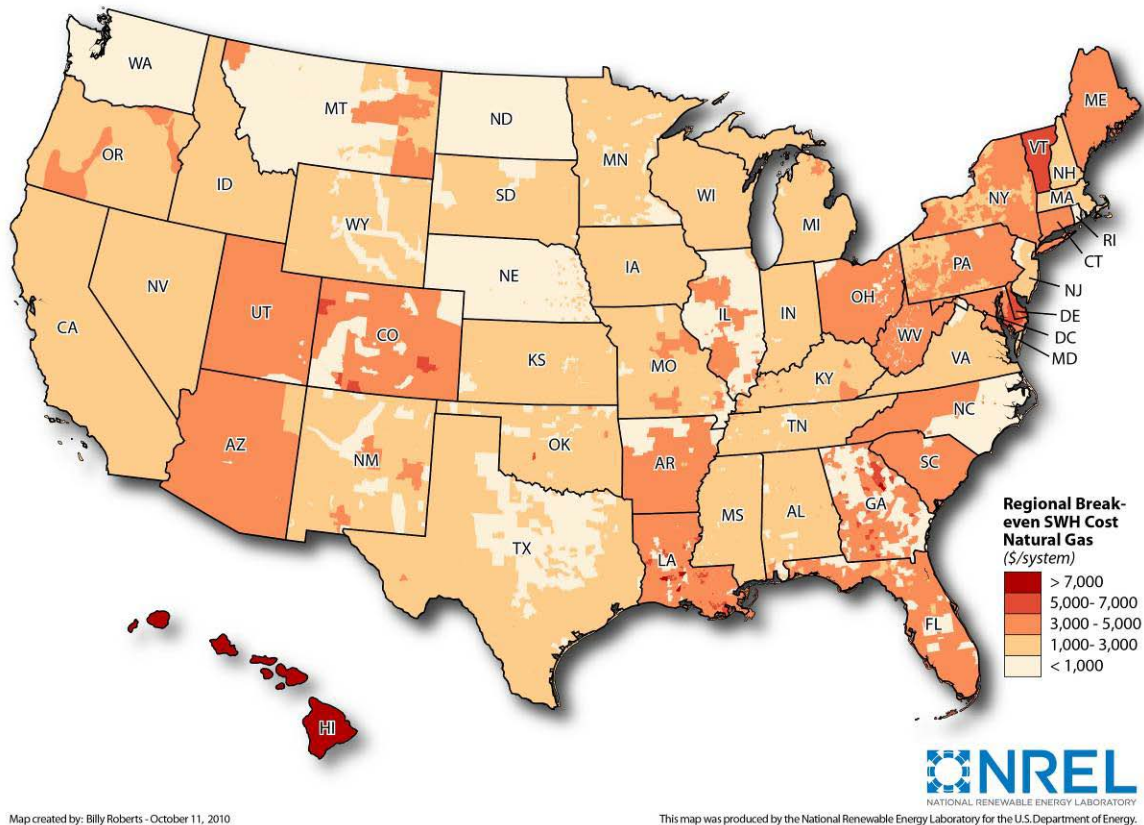 WA
MT
ND
MN
ME
VT
NH
OR
ID
SD
WI
MI
NY
MA
WY
RI
CT
NE
IA
PA
NJ
NV
UT
CO
IL
IN
OH
DE
DC
MD
CA
KS
MO
WV
VA
KY
NC
TN
AZ
NM
OK
AR
SC
MS
AL
GA
TX
LA
FL
HI
Regional Break-
even SWH Cost
Natural Gas
($/system)
> 7,000
5,000- 7,000
3,000 - 5,000
1,000- 3,000
< 1,000
NREL
NATIONAL RENEWABLE ENERGY LABORATORY
Map created by: Billy Roberts - October 11, 2010
This map was produced by the National Renewable Energy Laboratory for the U.S. Department of Energy.